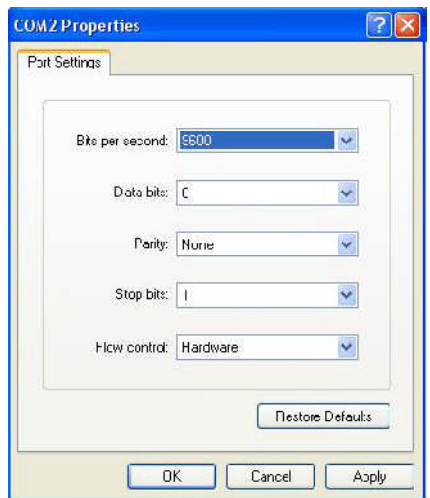 COM2 Properties
Port Settings
Bits per second: 9600
Data bits:
Parity: None
Stop bits: 1
Flow control: Hardware
Restore Defaults
OK Cancel Apply